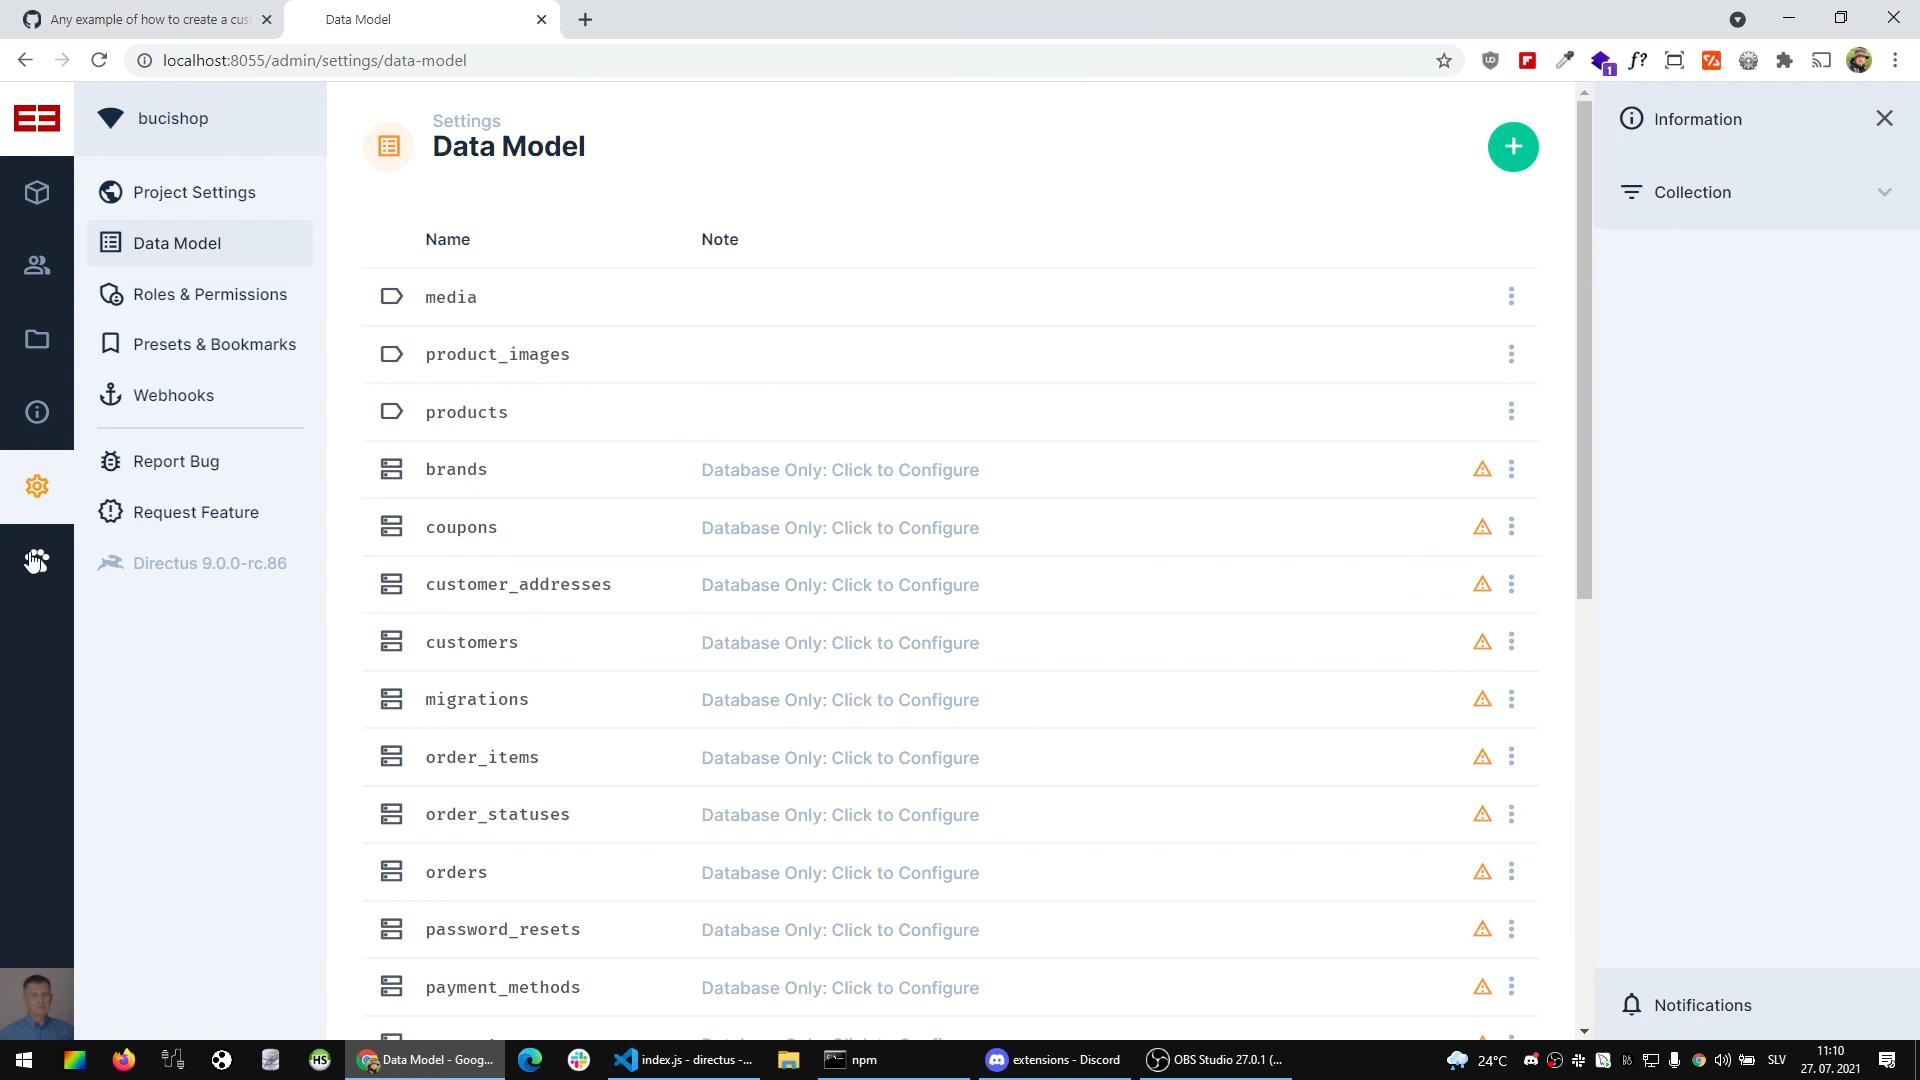 Any example of how to create a cus
Data Model
localhost:8055/admin/settings/data-model
1
f?
bucishop
Project Settings
Data Model
Roles & Permissions
Presets & Bookmarks
Webhooks
Report Bug
Request Feature
Directus 9.0.0-rc.86
Settings
Data Model
Name Note
media
product_images
products
brands Database Only: Click to Configure
coupons Database Only: Click to Configure
customer_addresses Database Only: Click to Configure
customers Database Only: Click to Configure
migrations Database Only: Click to Configure
order_items Database Only: Click to Configure
order_statuses Database Only: Click to Configure
orders Database Only: Click to Configure
password_resets Database Only: Click to Configure
payment_methods Database Only: Click to Configure
Information
Collection
Notifications
HS
Data Model - Goog...
index.js - directus -...
npm
extensions - Discord
OBS Studio 27.0.1 (...
24°C
SLV
11:10
27. 07. 2021